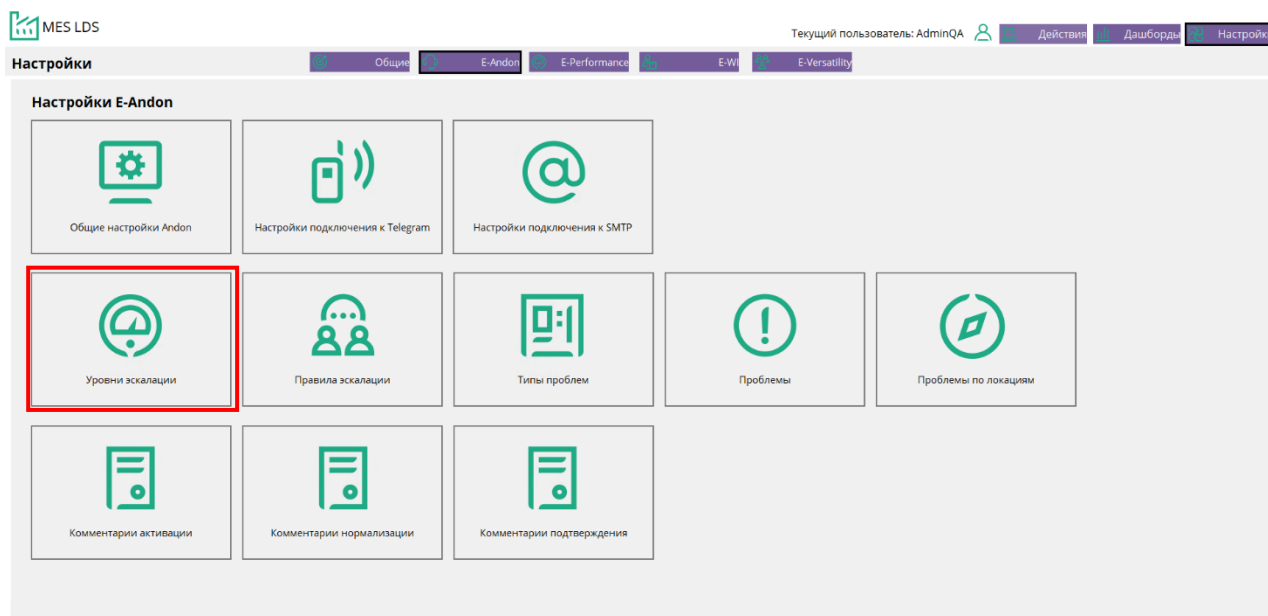 MES LDS
Текущий пользователь: AdminQA
Действия
Дашборды
Настройки
Общие
E-Andon
E-Performance
E-WI
E-Versatility
Настройки E-Andon
Общие настройки Andon
Настройки подключения к Telegram
Настройки подключения к SMTP
Уровни эскалации
Правила эскалации
Типы проблем
Проблемы
Проблемы по локациям
Комментарии активации
Комментарии нормализации
Комментарии подтверждения